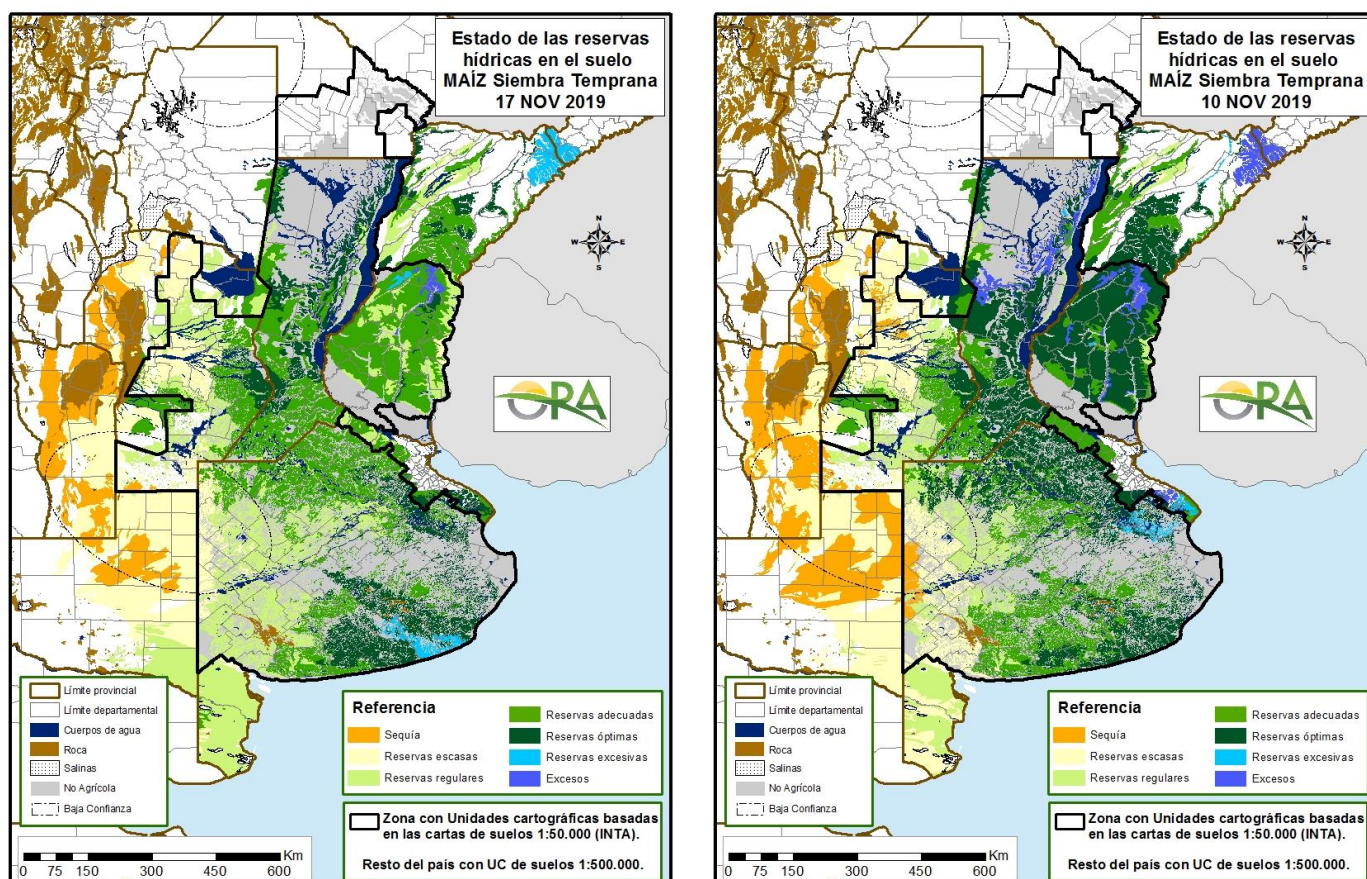 Estado de las reservas
hídricas en el suelo
MAÍZ Siembra Temprana
17 NOV 2019
N
W E
S
ORA
Límite provincial
Límite departamental
Cuerpos de agua
Roca
Salinas
No Agrícola
Baja Confianza
Referencia
Sequía
Reservas escasas
Reservas regulares
Reservas adecuadas
Reservas óptimas
Reservas excesivas
Excesos
Zona con Unidades cartográficas basadas
en las cartas de suelos 1:50.000 (INTA).
Resto del país con UC de suelos 1:500.000.
Km
0 75 150 300 450 600
Estado de las reservas
hídricas en el suelo
MAÍZ Siembra Temprana
10 NOV 2019
N
W E
S
ORA
Límite provincial
Límite departamental
Cuerpos de agua
Roca
Salinas
No Agrícola
Baja Confianza
Referencia
Sequía
Reservas escasas
Reservas regulares
Reservas adecuadas
Reservas óptimas
Reservas excesivas
Excesos
Zona con Unidades cartográficas basadas
en las cartas de suelos 1:50.000 (INTA).
Resto del país con UC de suelos 1:500.000.
Km
0 75 150 300 450 600